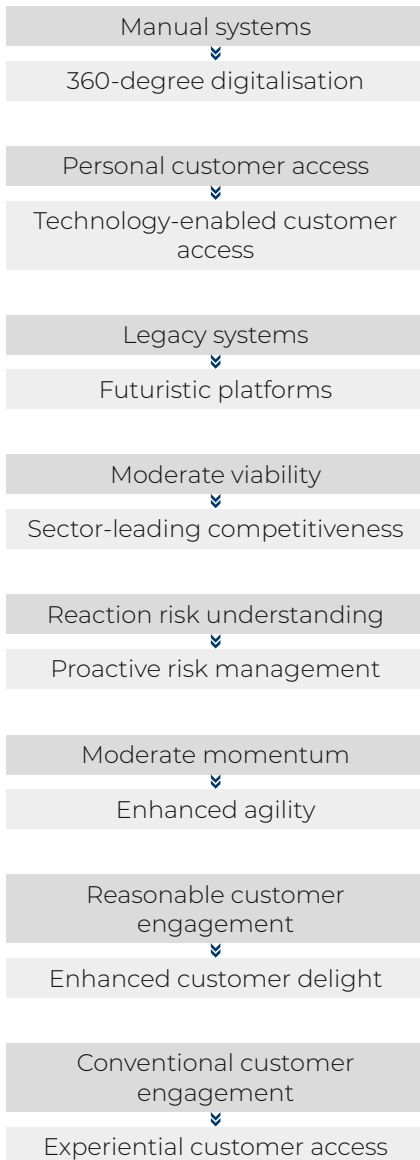 Manual systems
360-degree digitalisation
Personal customer access
Technology-enabled customer
access
Legacy systems
Futuristic platforms
Moderate viability
Sector-leading competitiveness
Reaction risk understanding
Proactive risk management
Moderate momentum
Enhanced agility
Reasonable customer
engagement
Enhanced customer delight
Conventional customer
engagement
Experiential customer access